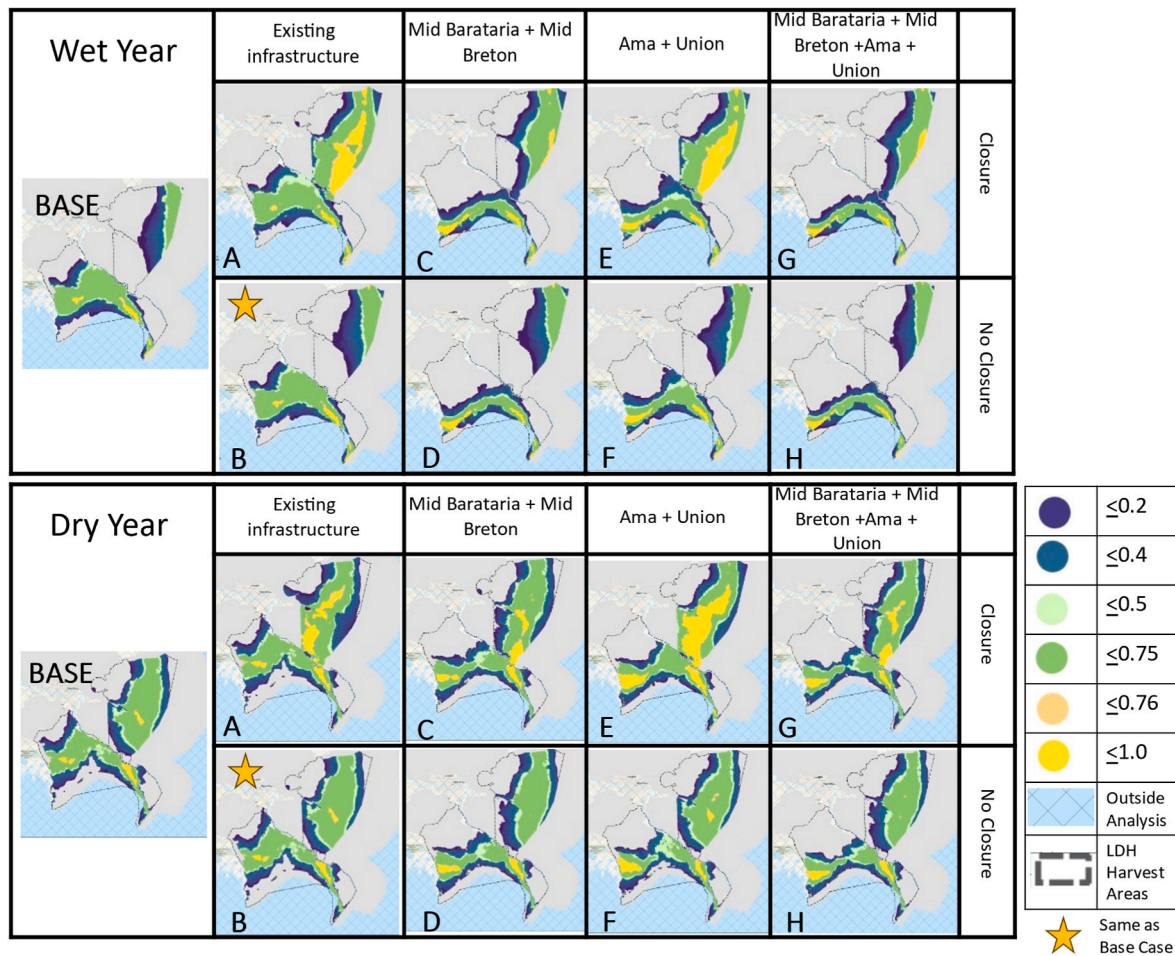 Wet Year
Existing
infrastructure
Mid Barataria + Mid
Breton
Ama + Union
Mid Barataria + Mid
Breton +Ama +
Union
BASE
A
C
E
G
Closure
B
D
F
H
No Closure
Dry Year
Existing
infrastructure
Mid Barataria + Mid
Breton
Ama + Union
Mid Barataria + Mid
Breton +Ama +
Union
BASE
A
C
E
G
Closure
B
D
F
H
No Closure
≤0.2
≤0.4
≤0.5
≤0.75
≤0.76
≤1.0
Outside
Analysis
LDH
Harvest
Areas
Same as
Base Case